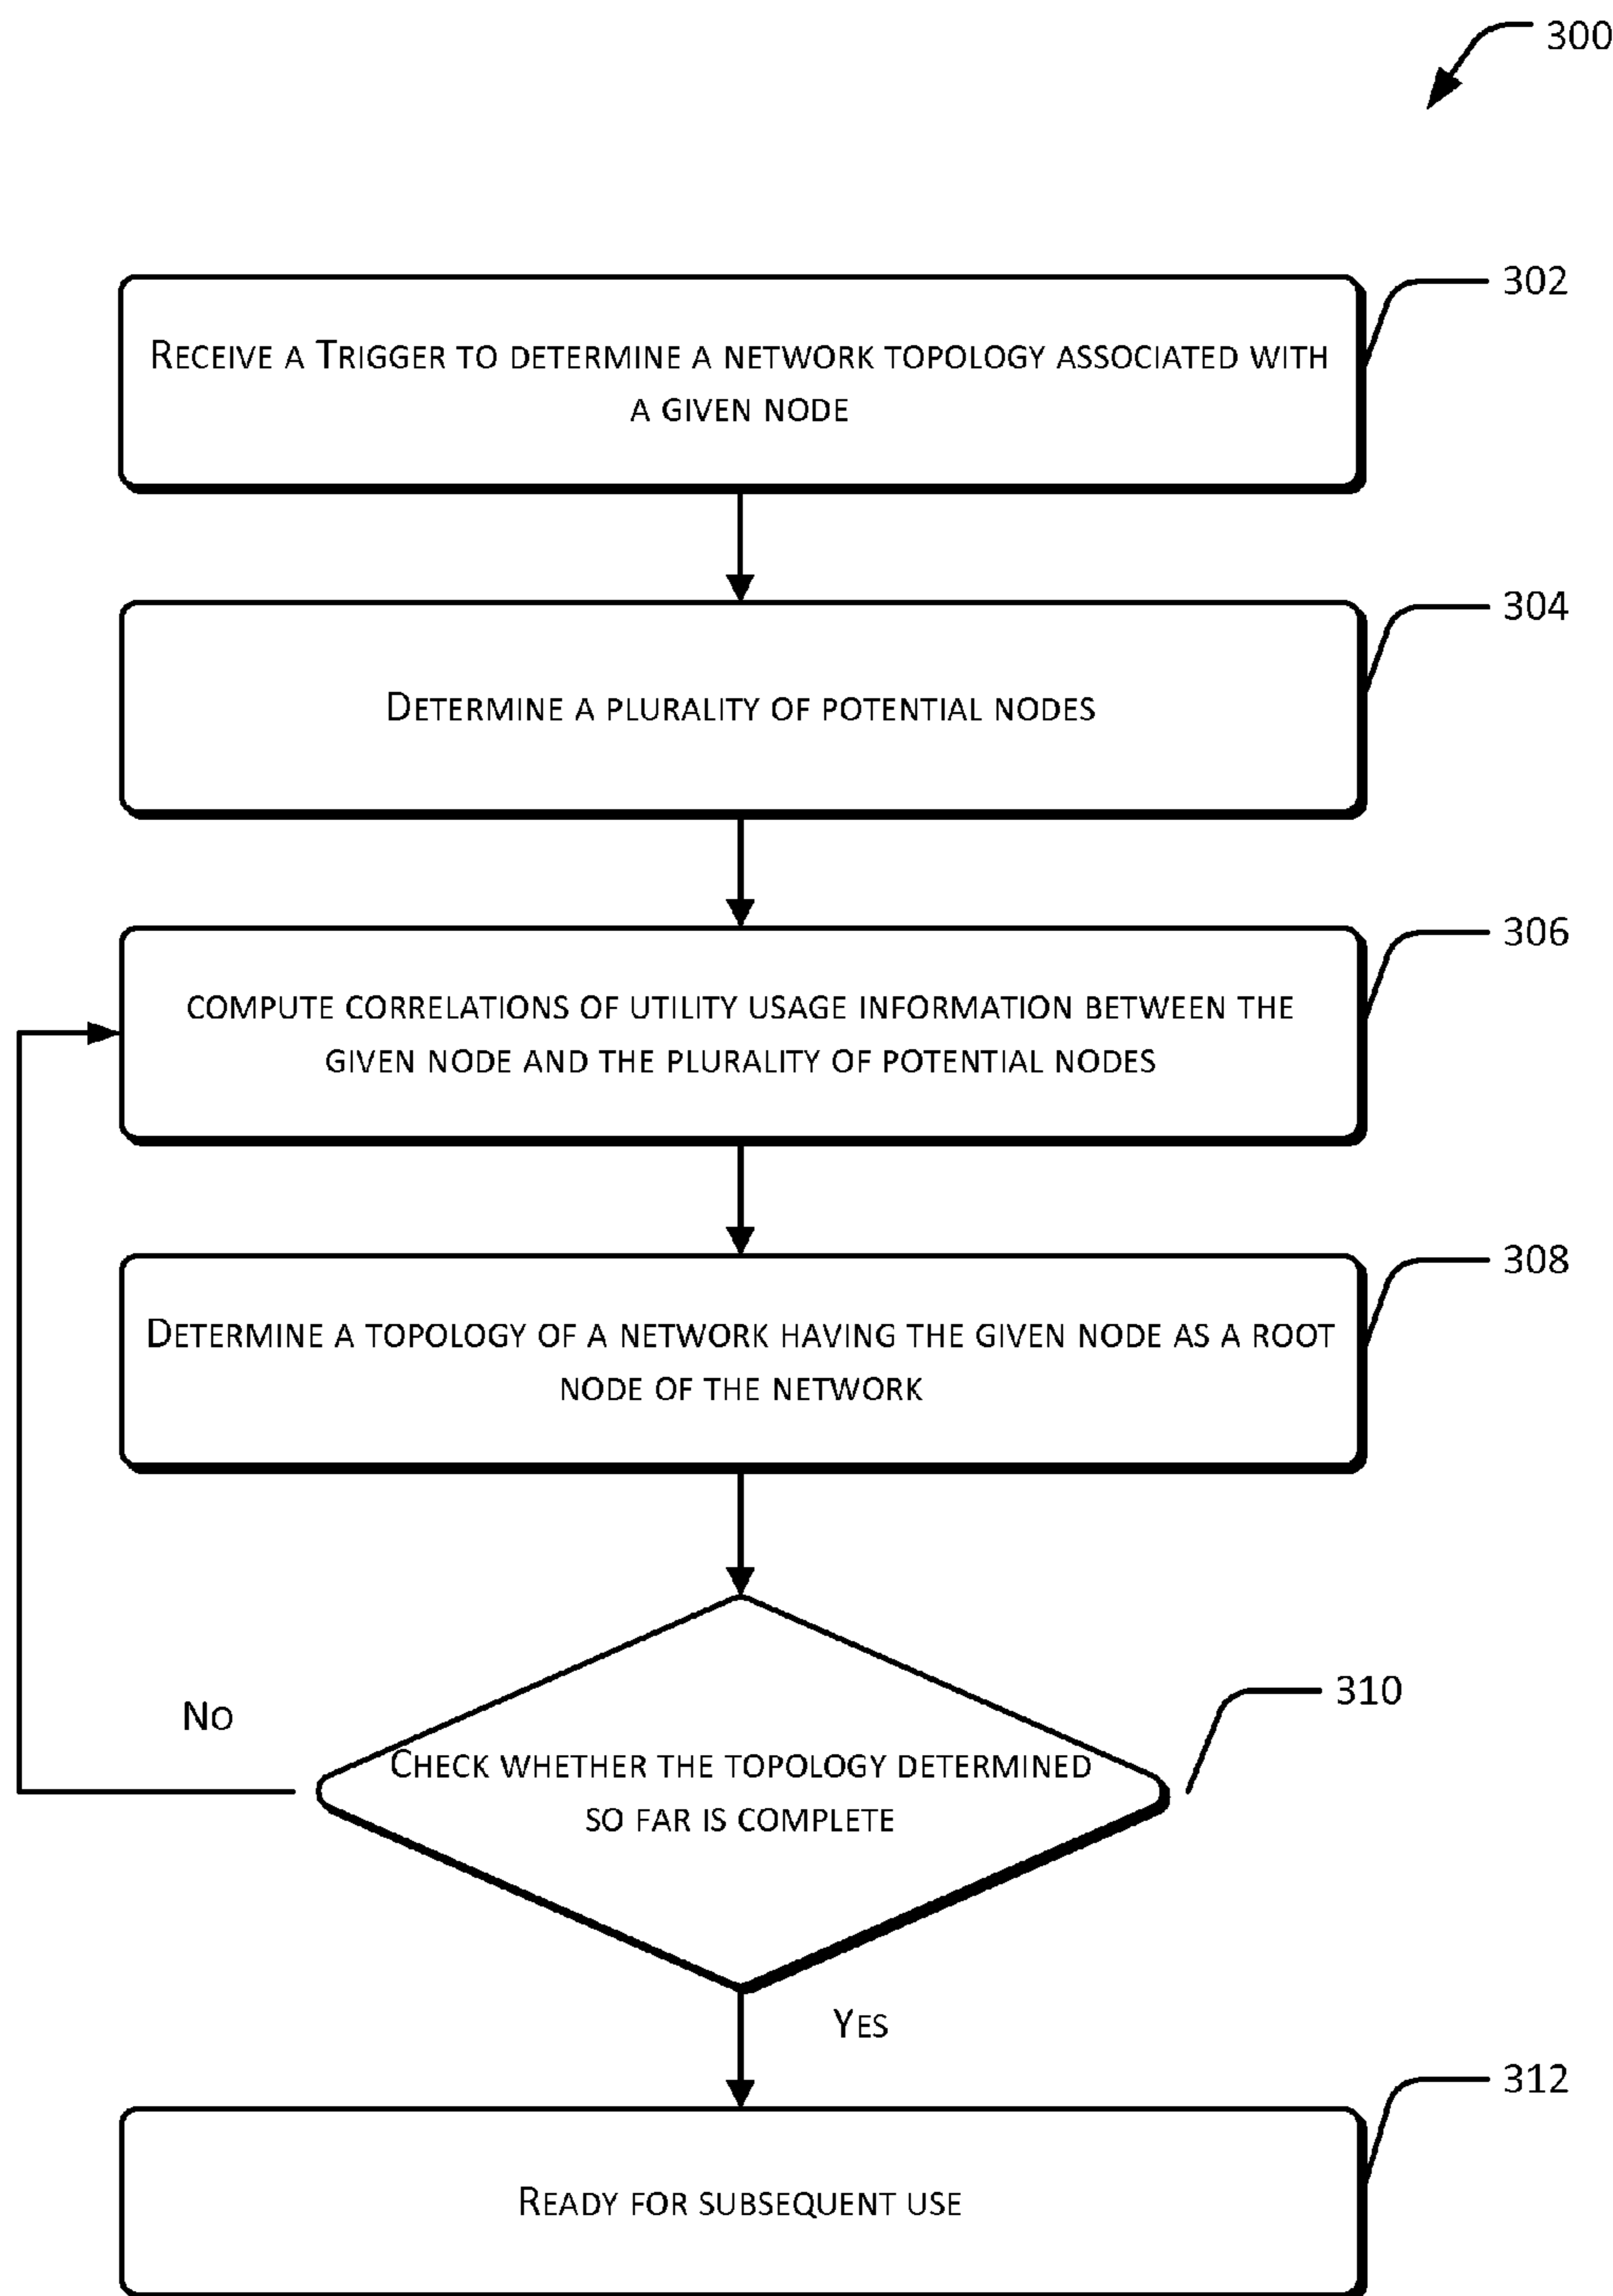 300
302
Receive a Trigger to determine a network topology associated with
a given node
304
Determine a plurality of potential nodes
306
compute correlations of utility usage information between the
given node and the plurality of potential nodes
308
Determine a topology of a network having the given node as a root
node of the network
310
No
Check whether the topology determined
so far is complete
Yes
312
Ready for subsequent use